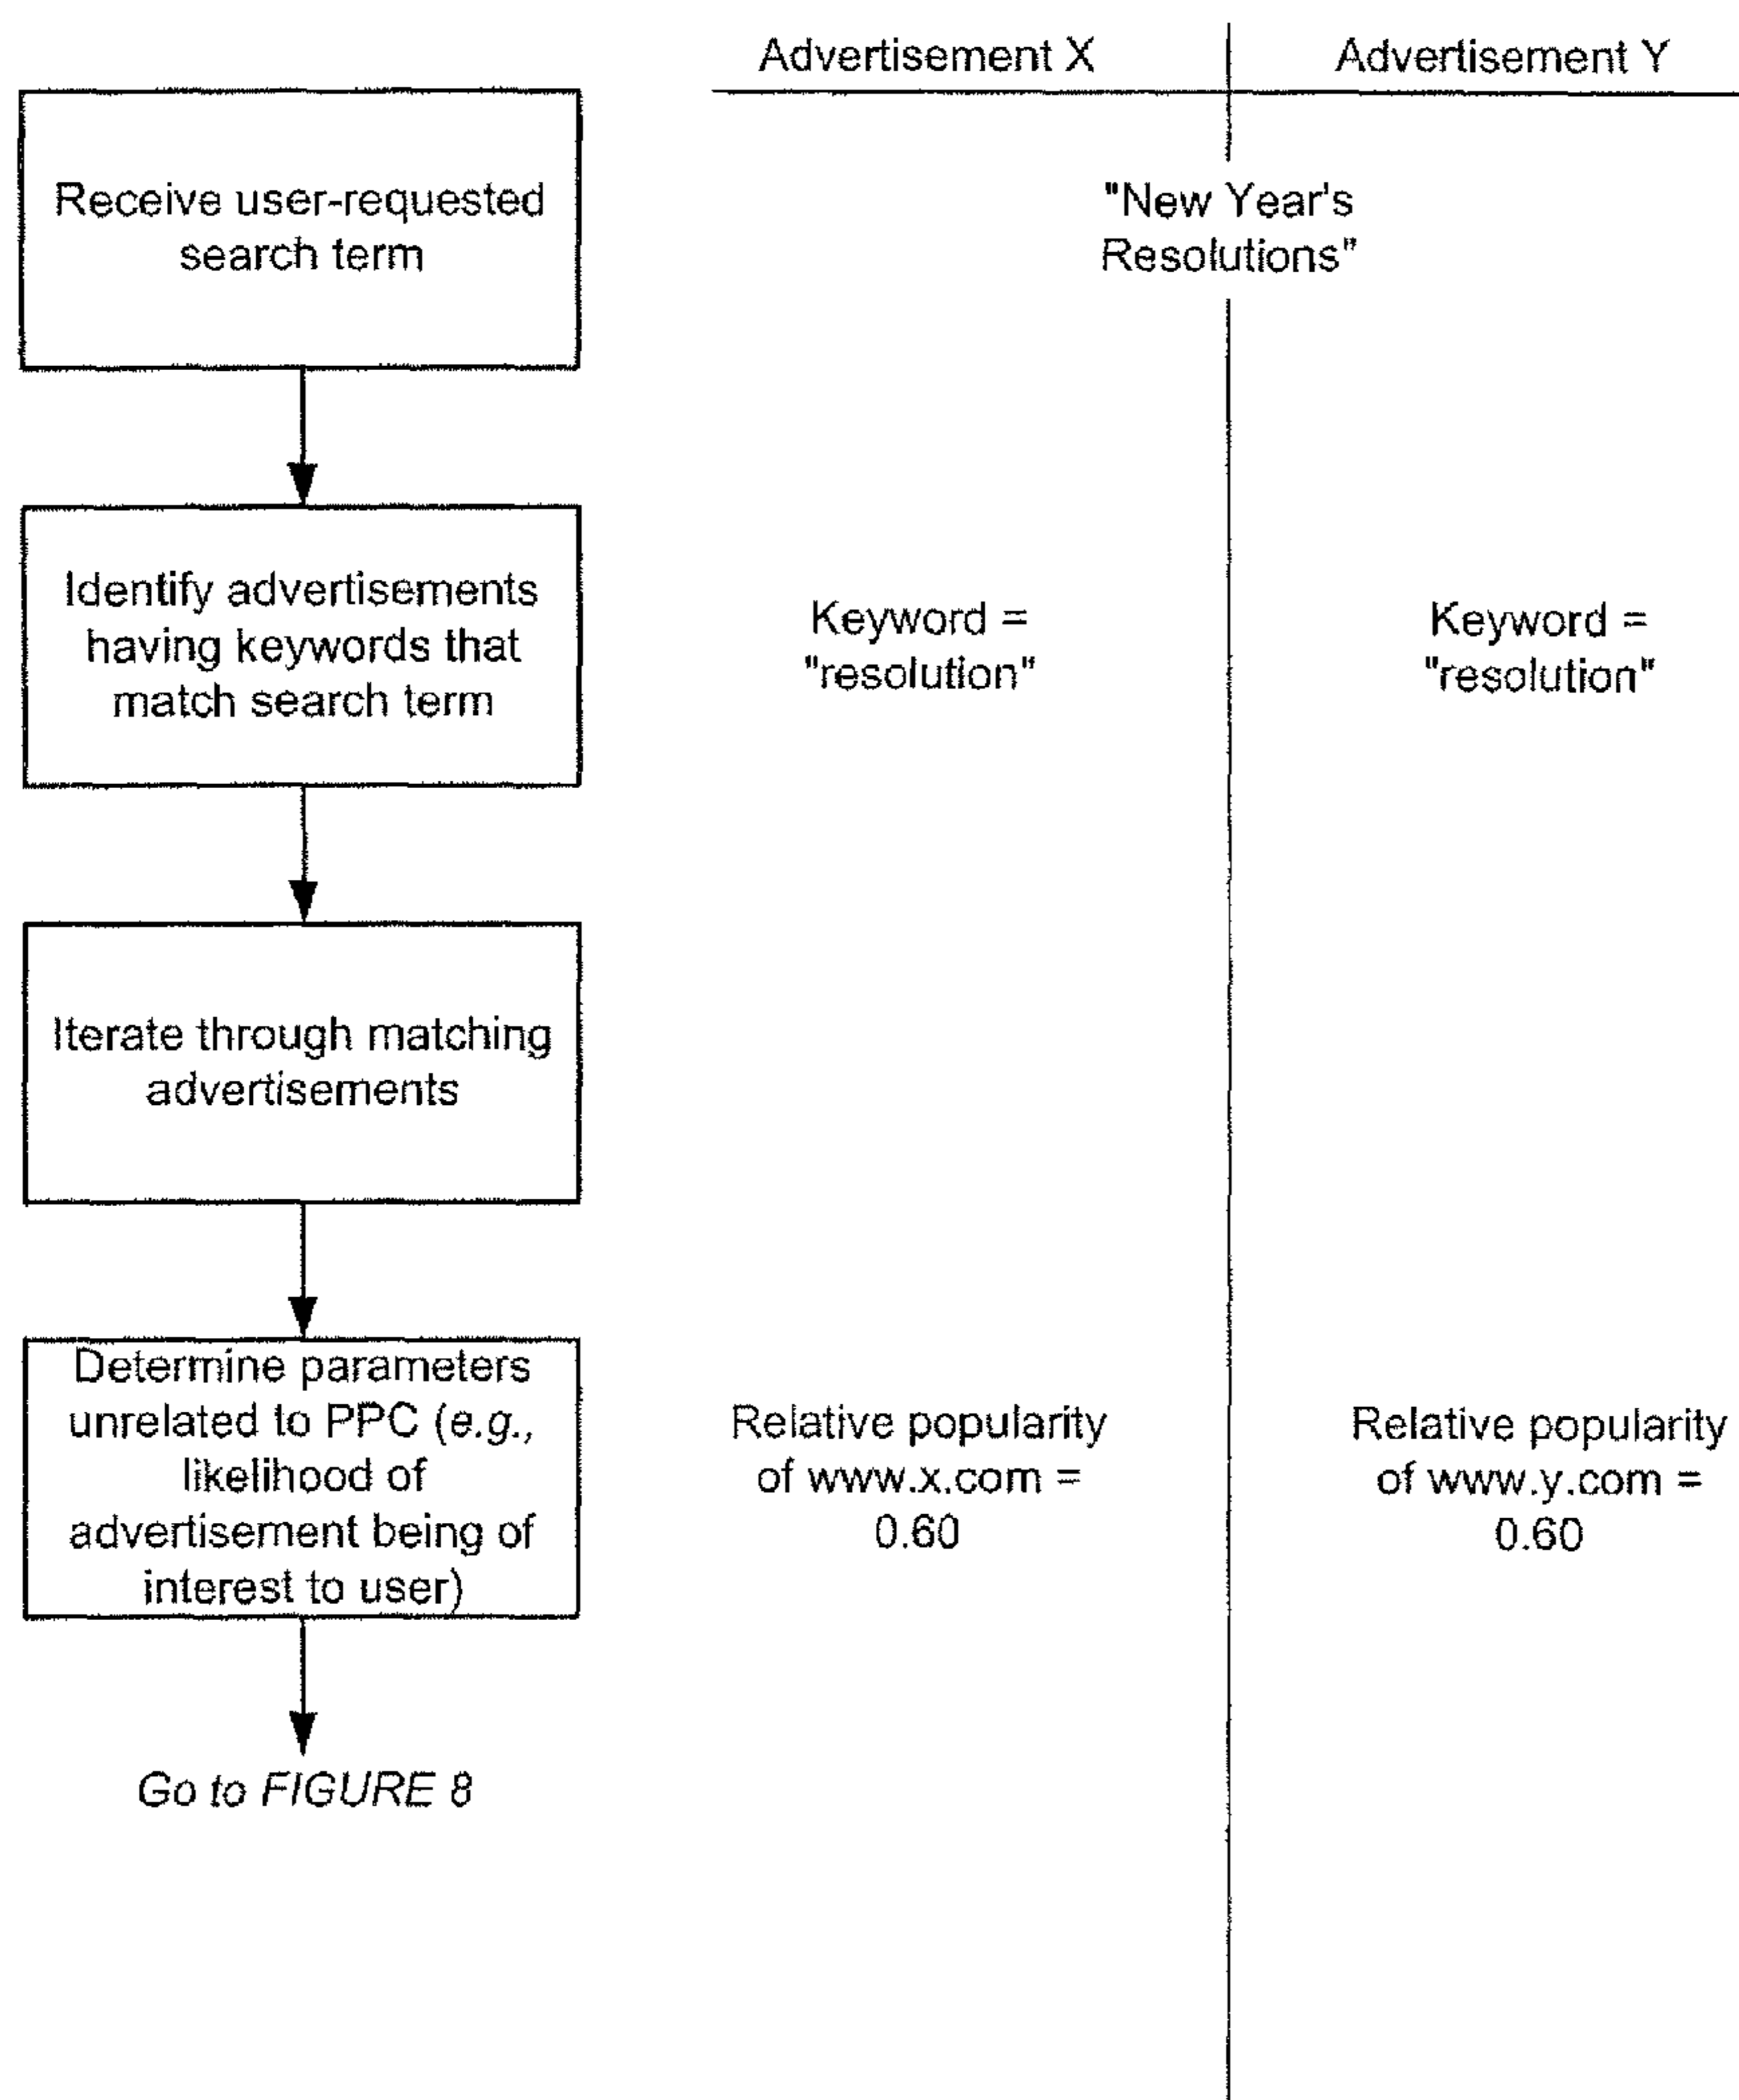 Advertisement X
Advertisement Y
Receive user-requested
search term
"New Year's
Resolutions"
Identify advertisements
having keywords that
match search term
Keyword =
"resolution"
Keyword =
"resolution"
Iterate through matching
advertisements
Determine parameters
unrelated to PPC (e.g.,
likelihood of
advertisement being of
interest to user)
Relative popularity
of www.x.com =
0.60
Relative popularity
of www.y.com =
0.60
Go to FIGURE 8